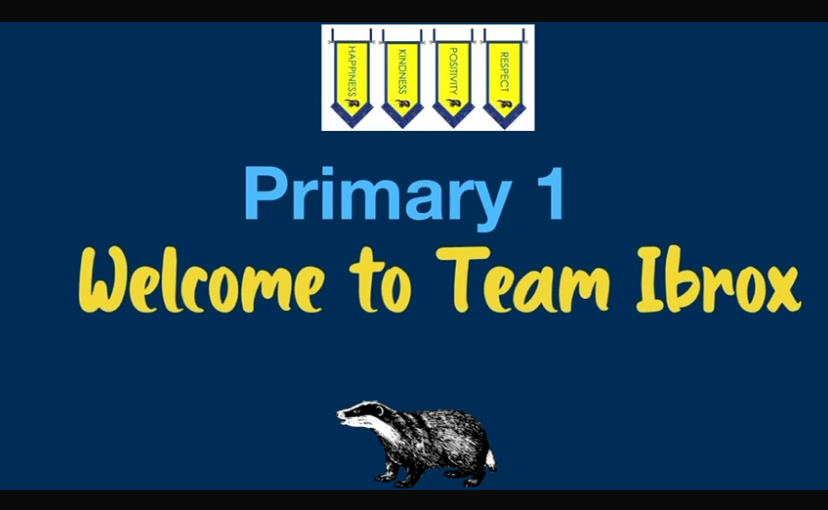 HAPPINESS
KINDNESS
POSITIVITY
RESPECT
Primary 1
Welcome to Team Ibrox